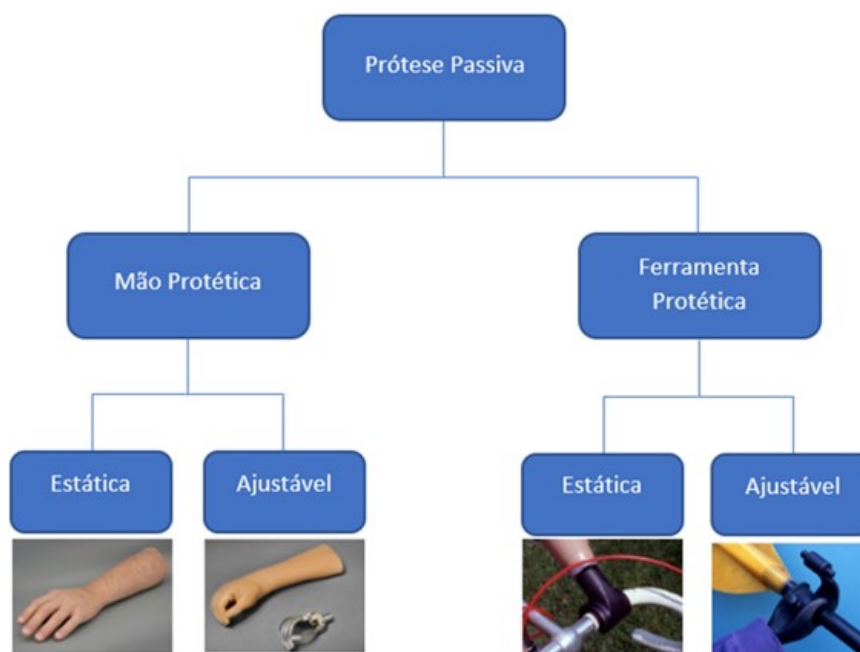 Prótese Passiva
Mão Protética
Ferramenta
Protética
Estática
Ajustável
Estática
Ajustável